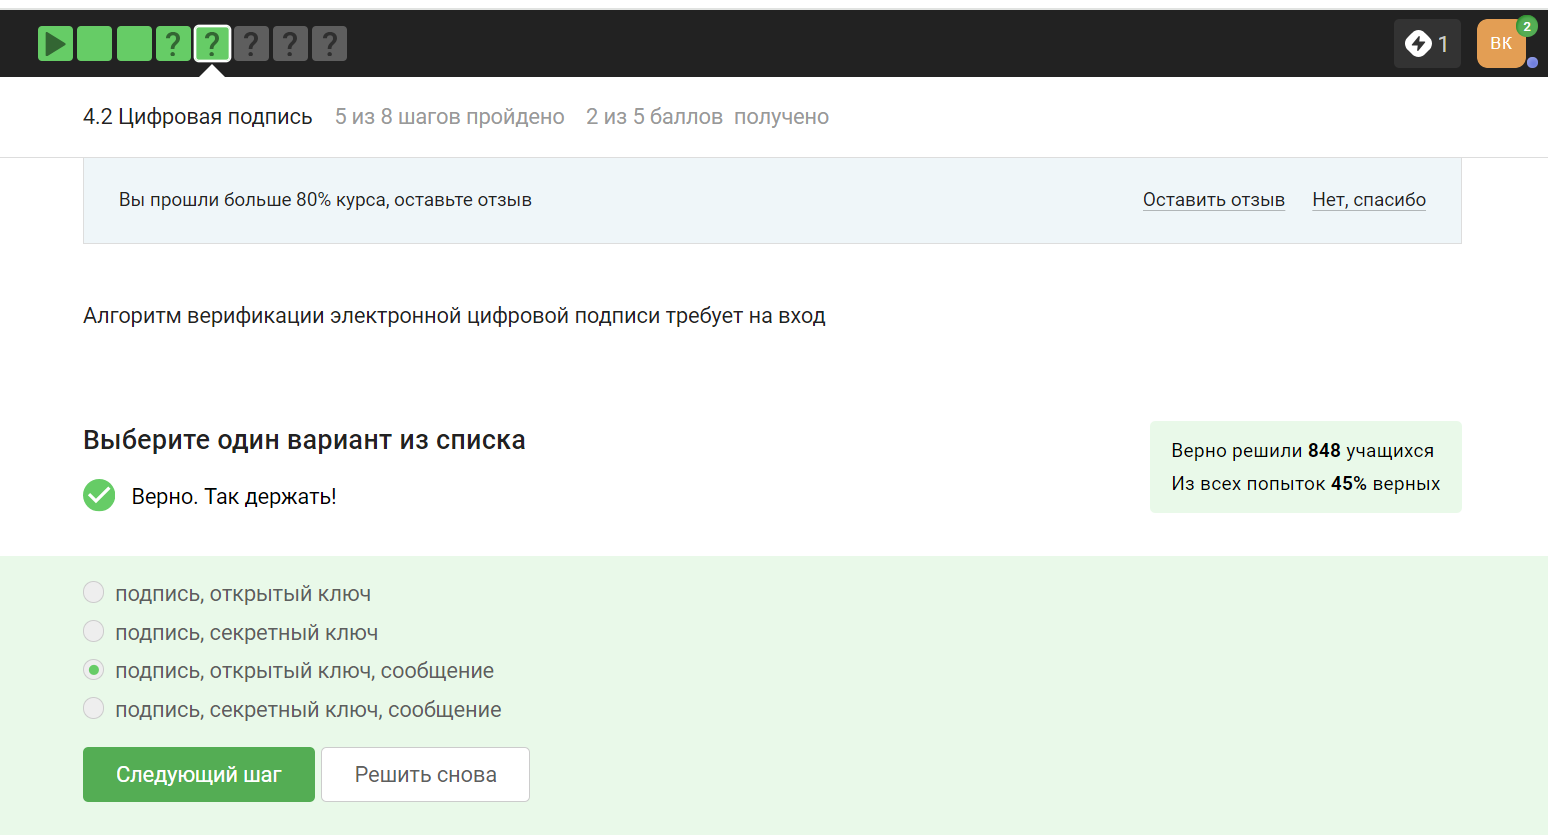 ? ? ? ? ?
1
ВК
2
4.2 Цифровая подпись 5 из 8 шагов пройдено 2 из 5 баллов получено
Вы прошли больше 80% курса, оставьте отзыв
Оставить отзыв Нет, спасибо
Алгоритм верификации электронной цифровой подписи требует на вход
Выберите один вариант из списка
Верно. Так держать!
Верно решили 848 учащихся
Из всех попыток 45% верных
подпись, открытый ключ
подпись, секретный ключ
подпись, открытый ключ, сообщение
подпись, секретный ключ, сообщение
Следующий шаг
Решить снова